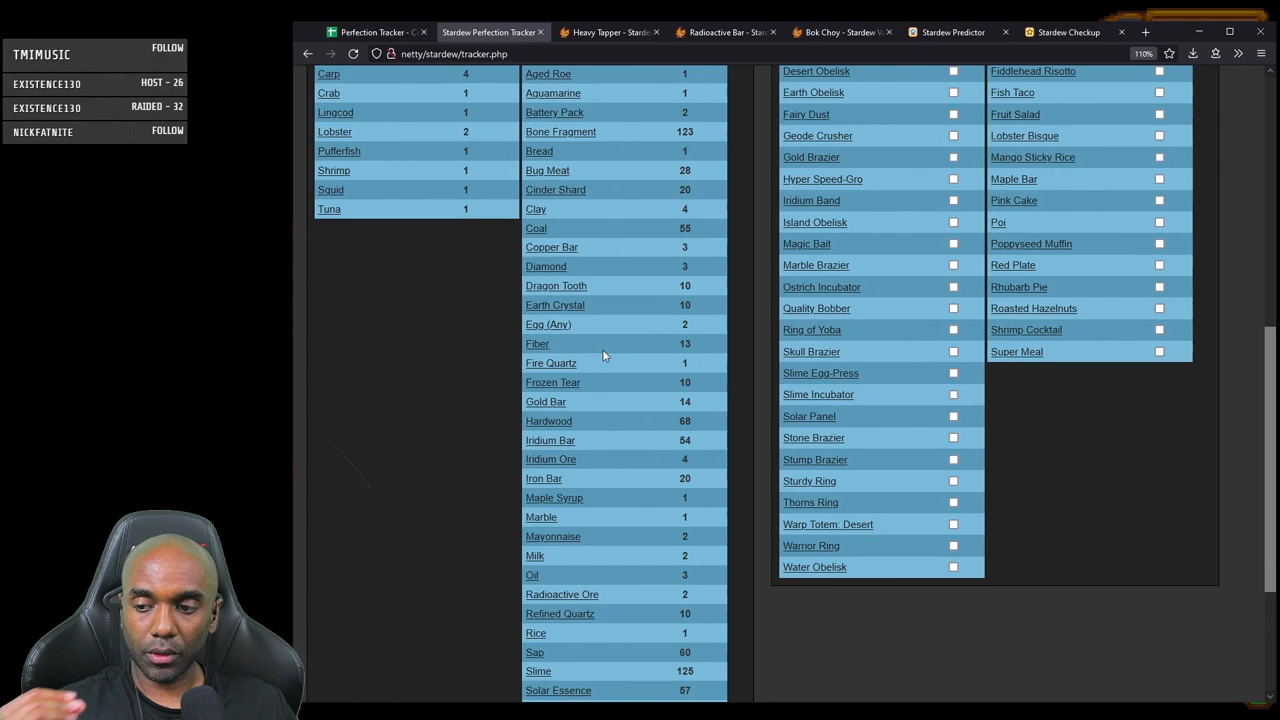 TMIMUSIC FOLLOW
EXISTENCE130 HOST – 26
EXISTENCE130 RAIDED – 32
NICKFATNITE FOLLOW
Perfection Tracker - C
Stardew Perfection Tracker
Heavy Tapper - Starde
Radioactive Bar - Star
Bok Choy - Stardew V
Stardew Predictor
Stardew Checkup
netty/stardew/tracker.php
110%
Carp 4
Crab 1
Lingcod 1
Lobster 2
Pufferfish 1
Shrimp 1
Squid 1
Tuna 1
Aged Roe 1
Aquamarine 1
Battery Pack 2
Bone Fragment 123
Bread 1
Bug Meat 28
Cinder Shard 20
Clay 4
Coal 55
Copper Bar 3
Diamond 3
Dragon Tooth 10
Earth Crystal 10
Egg (Any) 2
Fiber 13
Fire Quartz 1
Frozen Tear 10
Gold Bar 14
Hardwood 68
Iridium Bar 54
Iridium Ore 4
Iron Bar 20
Maple Syrup 1
Marble 1
Mayonnaise 2
Milk 2
Oil 3
Radioactive Ore 2
Refined Quartz 10
Rice 1
Sap 60
Slime 125
Solar Essence 57
Desert Obelisk
Earth Obelisk
Fairy Dust
Geode Crusher
Gold Brazier
Hyper Speed-Gro
Iridium Band
Island Obelisk
Magic Bait
Marble Brazier
Ostrich Incubator
Quality Bobber
Ring of Yoba
Skull Brazier
Slime Egg-Press
Slime Incubator
Solar Panel
Stone Brazier
Stump Brazier
Sturdy Ring
Thorns Ring
Warp Totem: Desert
Warrior Ring
Water Obelisk
Fiddlehead Risotto
Fish Taco
Fruit Salad
Lobster Bisque
Mango Sticky Rice
Maple Bar
Pink Cake
Poi
Poppyseed Muffin
Red Plate
Rhubarb Pie
Roasted Hazelnuts
Shrimp Cocktail
Super Meal